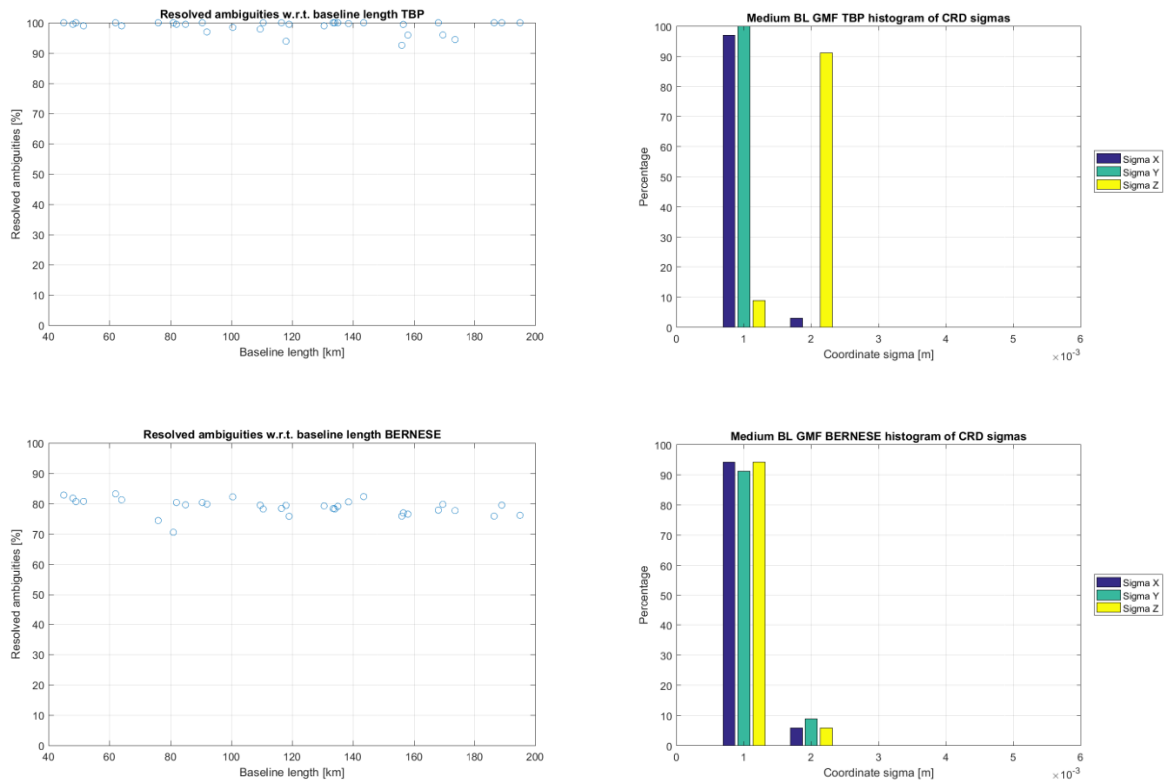 Resolved ambiguities w.r.t. baseline length TBP
100
90
80
70
60
50
40
30
20
10
0
Resolved ambiguities [%]
40 60 80 100 120 140 160 180 200
Baseline length [km]
Medium BL GMF TBP histogram of CRD sigmas
100
90
80
70
60
50
40
30
20
10
0
Percentage
0 1 2 3 4 5 6
Coordinate sigma [m]
×10-3
Sigma X
Sigma Y
Sigma Z
Resolved ambiguities w.r.t. baseline length BERNESE
100
90
80
70
60
50
40
30
20
10
0
Resolved ambiguities [%]
40 60 80 100 120 140 160 180 200
Baseline length [km]
Medium BL GMF BERNESE histogram of CRD sigmas
100
90
80
70
60
50
40
30
20
10
0
Percentage
0 1 2 3 4 5 6
Coordinate sigma [m]
×10-3
Sigma X
Sigma Y
Sigma Z